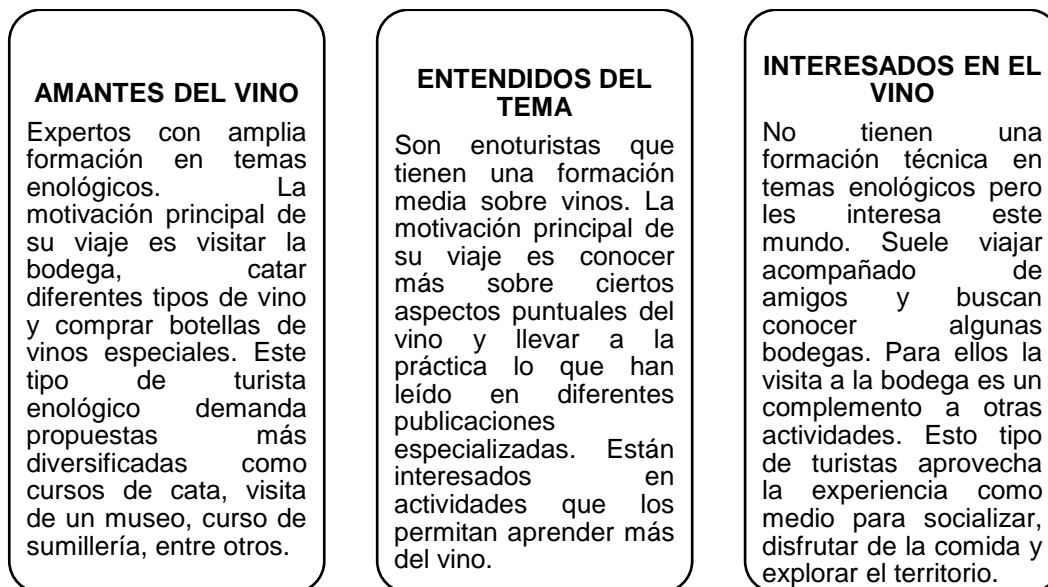 AMANTES DEL VINO
Expertos con amplia
formación en temas
enológicos. La
motivación principal de
su viaje es visitar la
bodega, catar
diferentes tipos de vino
y comprar botellas de
vinos especiales. Este
tipo de turista
enológico demanda
propuestas más
diversificadas como
cursos de cata, visita
de un museo, curso de
sumillería, entre otros.
ENTENDIDOS DEL
TEMA
Son enoturistas que
tienen una formación
media sobre vinos. La
motivación principal de
su viaje es conocer
más sobre ciertos
aspectos puntuales del
vino y llevar a la
práctica lo que han
leído en diferentes
publicaciones
especializadas. Están
interesados en
actividades que los
permitan aprender más
del vino.
INTERESADOS EN EL
VINO
No tienen una
formación técnica en
temas enológicos pero
les interesa este
mundo. Suele viajar
acompañado de
amigos y buscan
conocer algunas
bodegas. Para ellos la
visita a la bodega es un
complemento a otras
actividades. Esto tipo
de turistas aprovecha
la experiencia como
medio para socializar,
disfrutar de la comida y
explorar el territorio.